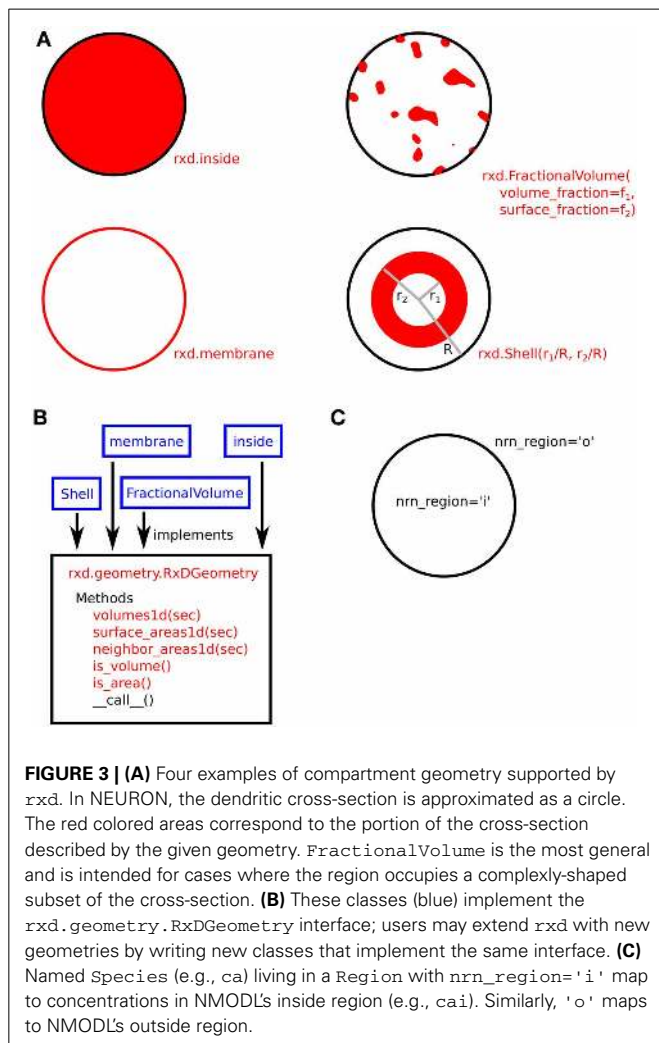 A
rxd.inside
rxd.FractionalVolume(
volume_fraction=f₁,
surface_fraction=f₂)
rxd.membrane
r₂
r₁
R
rxd.Shell(r₁/R, r₂/R)
B
membrane
inside
Shell
FractionalVolume
implements
rxd.geometry.RxDGeometry
Methods
volumes1d(sec)
surface_areas1d(sec)
neighbor_areas1d(sec)
is_volume()
is_area()
__call__()
C
nrn_region='o'
nrn_region='i'
FIGURE 3 | (A) Four examples of compartment geometry supported by
rxd. In NEURON, the dendritic cross-section is approximated as a circle.
The red colored areas correspond to the portion of the cross-section
described by the given geometry. FractionalVolume is the most general
and is intended for cases where the region occupies a complexly-shaped
subset of the cross-section. (B) These classes (blue) implement the
rxd.geometry.RxDGeometry interface; users may extend rxd with new
geometries by writing new classes that implement the same interface. (C)
Named Species (e.g., ca) living in a Region with nrn_region='i' map
to concentrations in NMODL's inside region (e.g., cai). Similarly, 'o' maps
to NMODL's outside region.